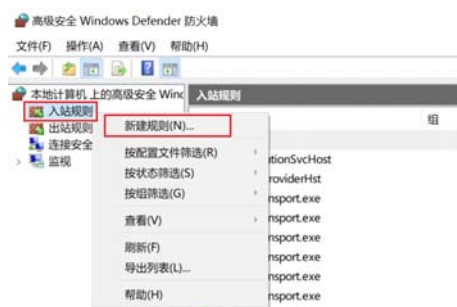 高级安全 Windows Defender 防火墙
文件(F) 操作(A) 查看(V) 帮助(H)
本地计算机 上的高级安全 Winc
入站规则
入站规则
组
出站规则
连接安全
监视
新建规则(N)...
按配置文件筛选(R)
按状态筛选(S)
按组筛选(G)
查看(V)
刷新(F)
导出列表(L)...
帮助(H)
tionSvcHost
roviderHst
nsport.exe
nsport.exe
nsport.exe
nsport.exe
nsport.exe
nsport.exe